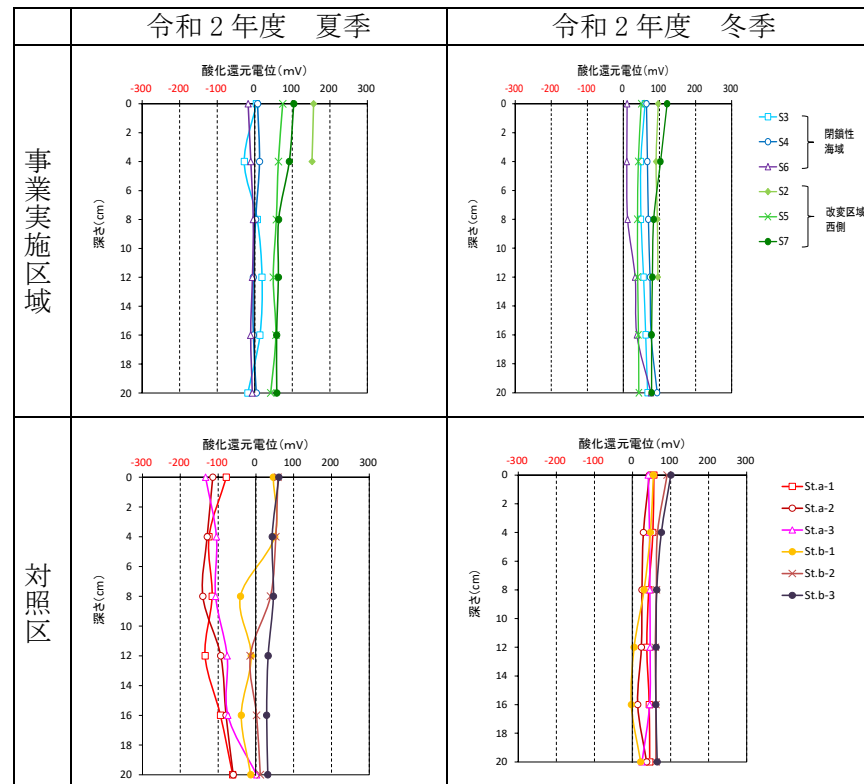 令和２年度　夏季
令和２年度　冬季
事業実施区域
酸化還元電位(mV)
-300 -200 -100 0 100 200 300
深さ(cm)
0
2
4
6
8
10
12
14
16
18
20
酸化還元電位(mV)
-300 -200 -100 0 100 200 300
深さ(cm)
0
2
4
6
8
10
12
14
16
18
20
S3
S4
S6
閉鎖性
海域
S2
S5
S7
改変区域
西側
対照区
酸化還元電位(mV)
-300 -200 -100 0 100 200 300
深さ(cm)
0
2
4
6
8
10
12
14
16
18
20
酸化還元電位(mV)
-300 -200 -100 0 100 200 300
深さ(cm)
0
2
4
6
8
10
12
14
16
18
20
St.a-1
St.a-2
St.a-3
St.b-1
St.b-2
St.b-3